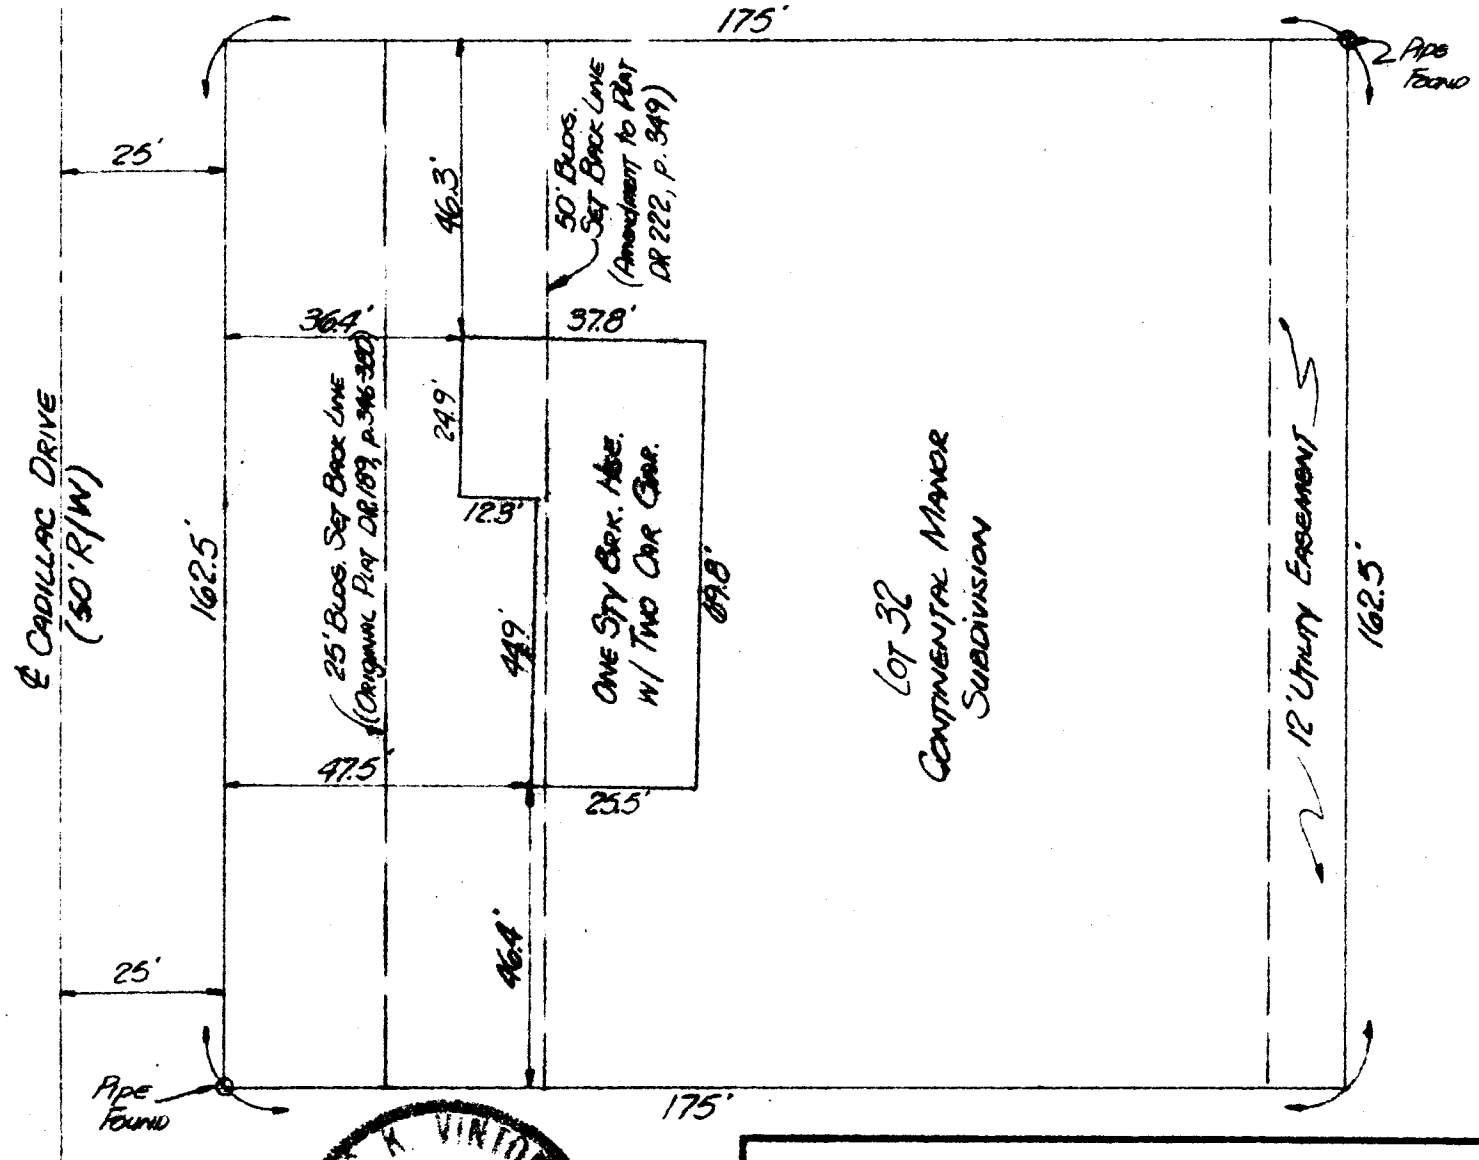 175'
Pipe
Found
25'
46.3'
50' Bldg.
Set Back Line
(Amendment to Plat
DR 222, p. 349)
36.4'
37.8'
24.9'
25' Bldg. Set Back Line
(Original Plat DR. 189, p. 346-350)
12.3'
℄ Cadillac Drive
(50' R/W)
162.5'
44.9'
One Sty Brk. Hse.
w/ Two Car Gar.
69.8'
Lot 32
Continental Manor
Subdivision
12' Utility Easement
162.5'
47.5'
25.5'
46.4'
25'
Pipe
Found
175'
K. VINTO